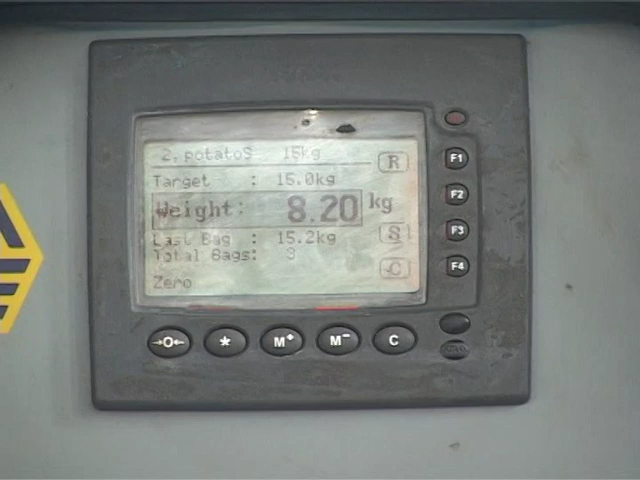 2. potatoS 15kg
R
Target : 15.0kg
Weight: 8.20 kg
Last Bag : 15.2kg
S
Total Bags: 3
C
Zero
F1
F2
F3
F4
→0←
*
M+
M-
C